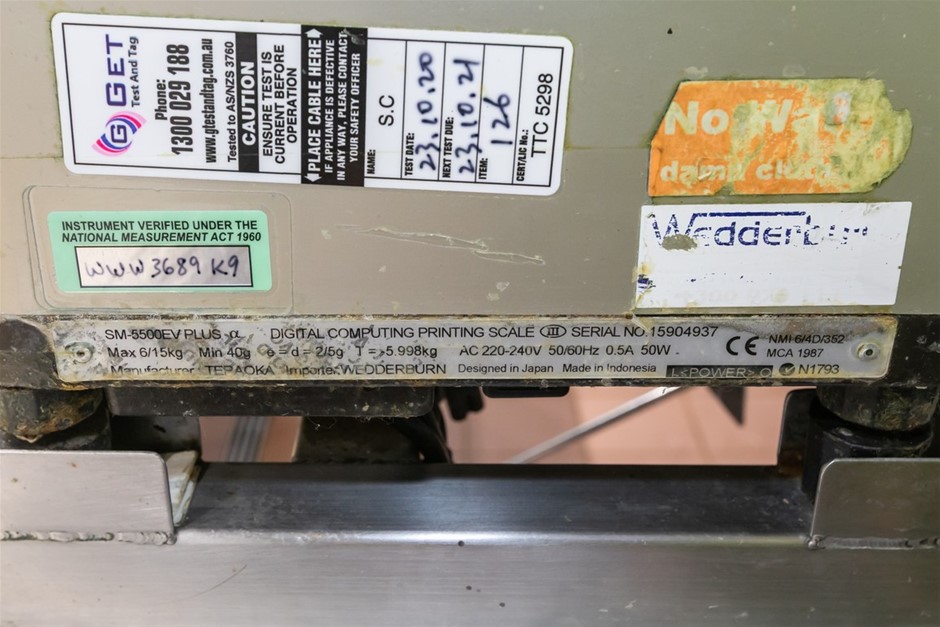 GET
Test And Tag
Phone:
1300 029 188
www.gtestandtag.com.au
Tested to AS/NZS 3760
CAUTION
ENSURE TEST IS
CURRENT BEFORE
OPERATION
PLACE CABLE HERE
IF APPLIANCE IS DEFECTIVE
IN ANY WAY, PLEASE CONTACT
YOUR SAFETY OFFICER
NAME: S.C
TEST DATE: 23.10.20
NEXT TEST DUE: 23.10.21
ITEM: 126
CERT/LIC No.: TTC 5298
No
INSTRUMENT VERIFIED UNDER THE
NATIONAL MEASUREMENT ACT 1960
WWW 3689 K9
Wedderburn
SM-5500EV PLUS α DIGITAL COMPUTING PRINTING SCALE III SERIAL NO.15904937
Max 6/15kg Min 40g e = d = 2/5g T = -5.998kg AC 220-240V 50/60Hz 0.5A 50W
Manufacturer TERAOKA Importer WEDDERBURN Designed in Japan Made in Indonesia
CE
NMI 6/4D/352
MCA 1987
L<POWER>O N1793